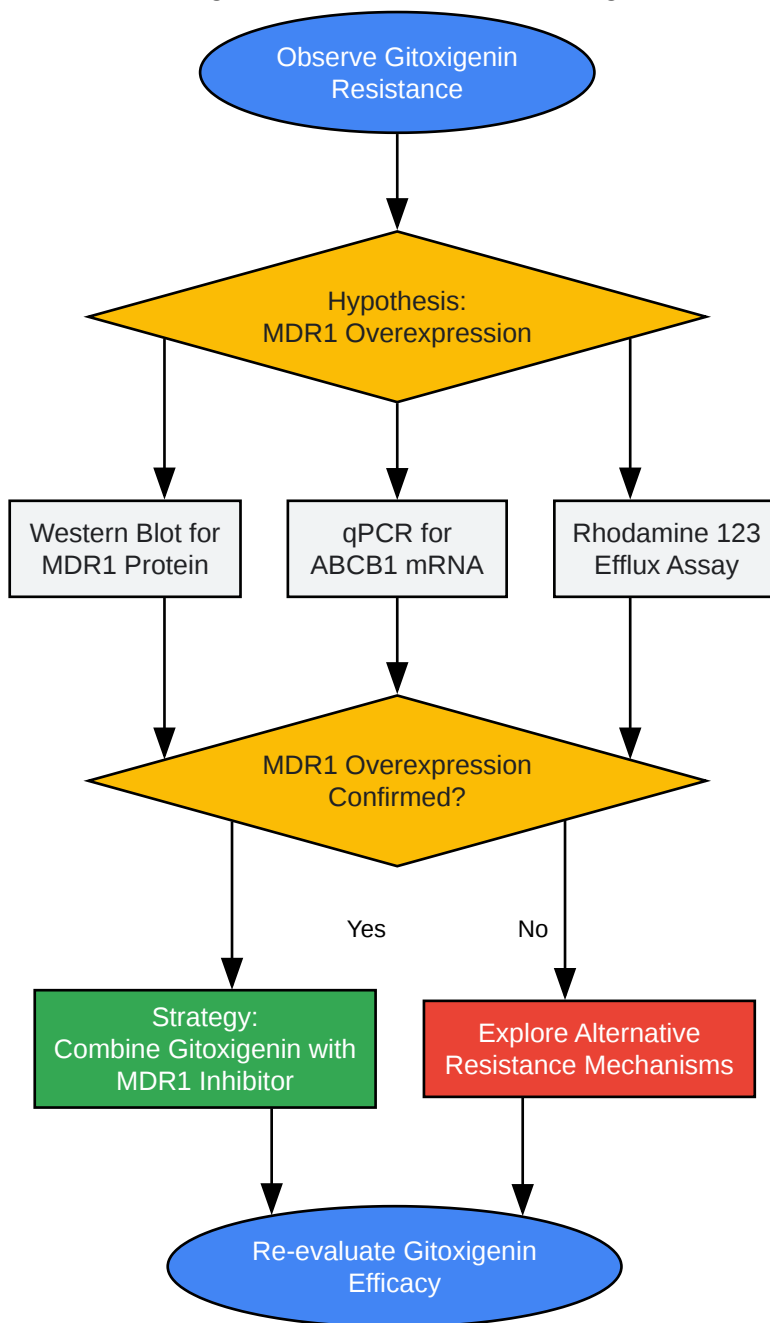 Observe Gitoxigenin
Resistance
Hypothesis:
MDR1 Overexpression
Western Blot for
MDR1 Protein
qPCR for
ABCB1 mRNA
Rhodamine 123
Efflux Assay
MDR1 Overexpression
Confirmed?
Yes
No
Strategy:
Combine Gitoxigenin with
MDR1 Inhibitor
Explore Alternative
Resistance Mechanisms
Re-evaluate Gitoxigenin
Efficacy